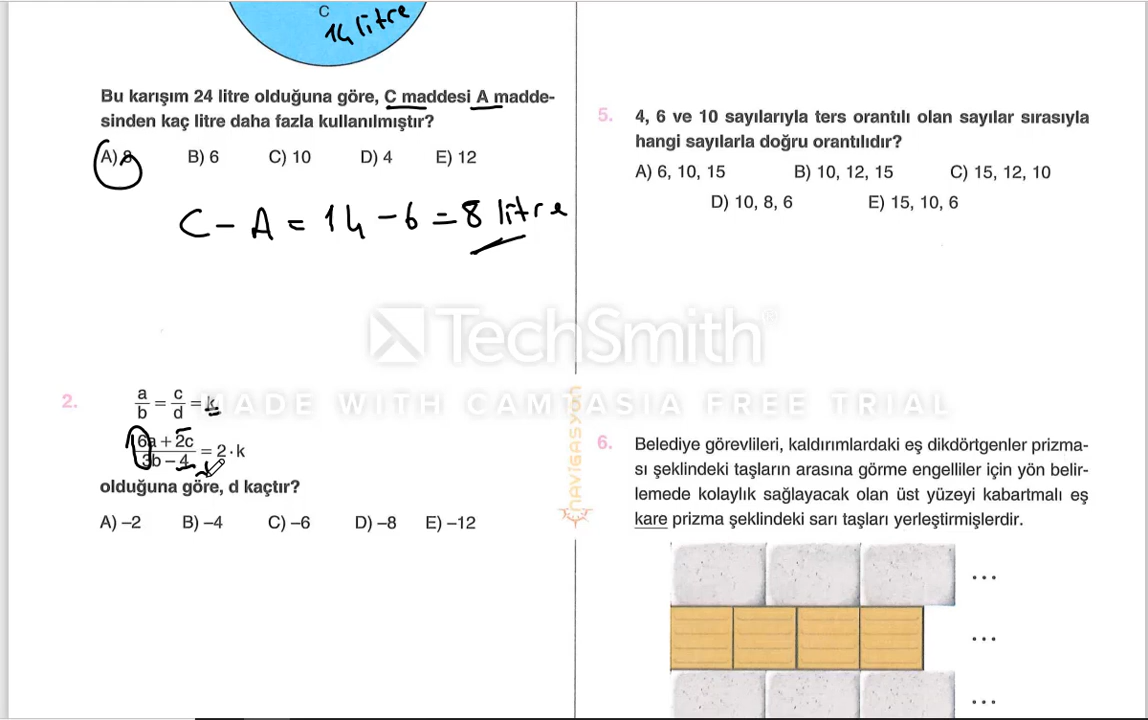 C
14 litre
Bu karışım 24 litre olduğuna göre, C maddesi A madde-
sinden kaç litre daha fazla kullanılmıştır?
A) 8 B) 6 C) 10 D) 4 E) 12
C - A = 14 - 6 = 8 litre
2.
a/b = c/d = k
6a + 2c / 3b – 4 = 2 · k
olduğuna göre, d kaçtır?
A) –2 B) –4 C) –6 D) –8 E) –12
5. 4, 6 ve 10 sayılarıyla ters orantılı olan sayılar sırasıyla
hangi sayılarla doğru orantılıdır?
A) 6, 10, 15 B) 10, 12, 15 C) 15, 12, 10
D) 10, 8, 6 E) 15, 10, 6
TechSmith®
MADE WITH CAMTASIA FREE TRIAL
NAVİGASYON
6. Belediye görevlileri, kaldırımlardaki eş dikdörtgenler prizma-
sı şeklindeki taşların arasına görme engelliler için yön belir-
lemede kolaylık sağlayacak olan üst yüzeyi kabartmalı eş
kare prizma şeklindeki sarı taşları yerleştirmişlerdir.
...
...
...